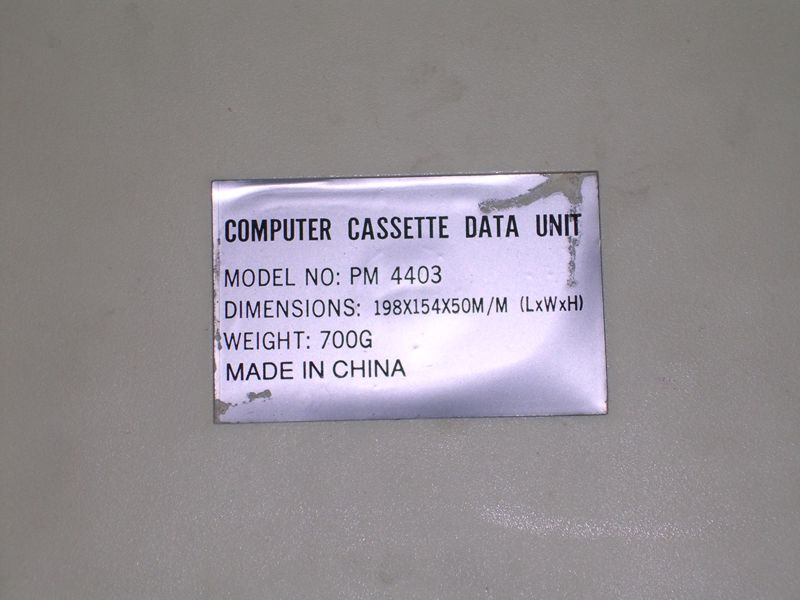 COMPUTER CASSETTE DATA UNIT
MODEL NO: PM 4403
DIMENSIONS: 198X154X50M/M (LxWxH)
WEIGHT: 700G
MADE IN CHINA